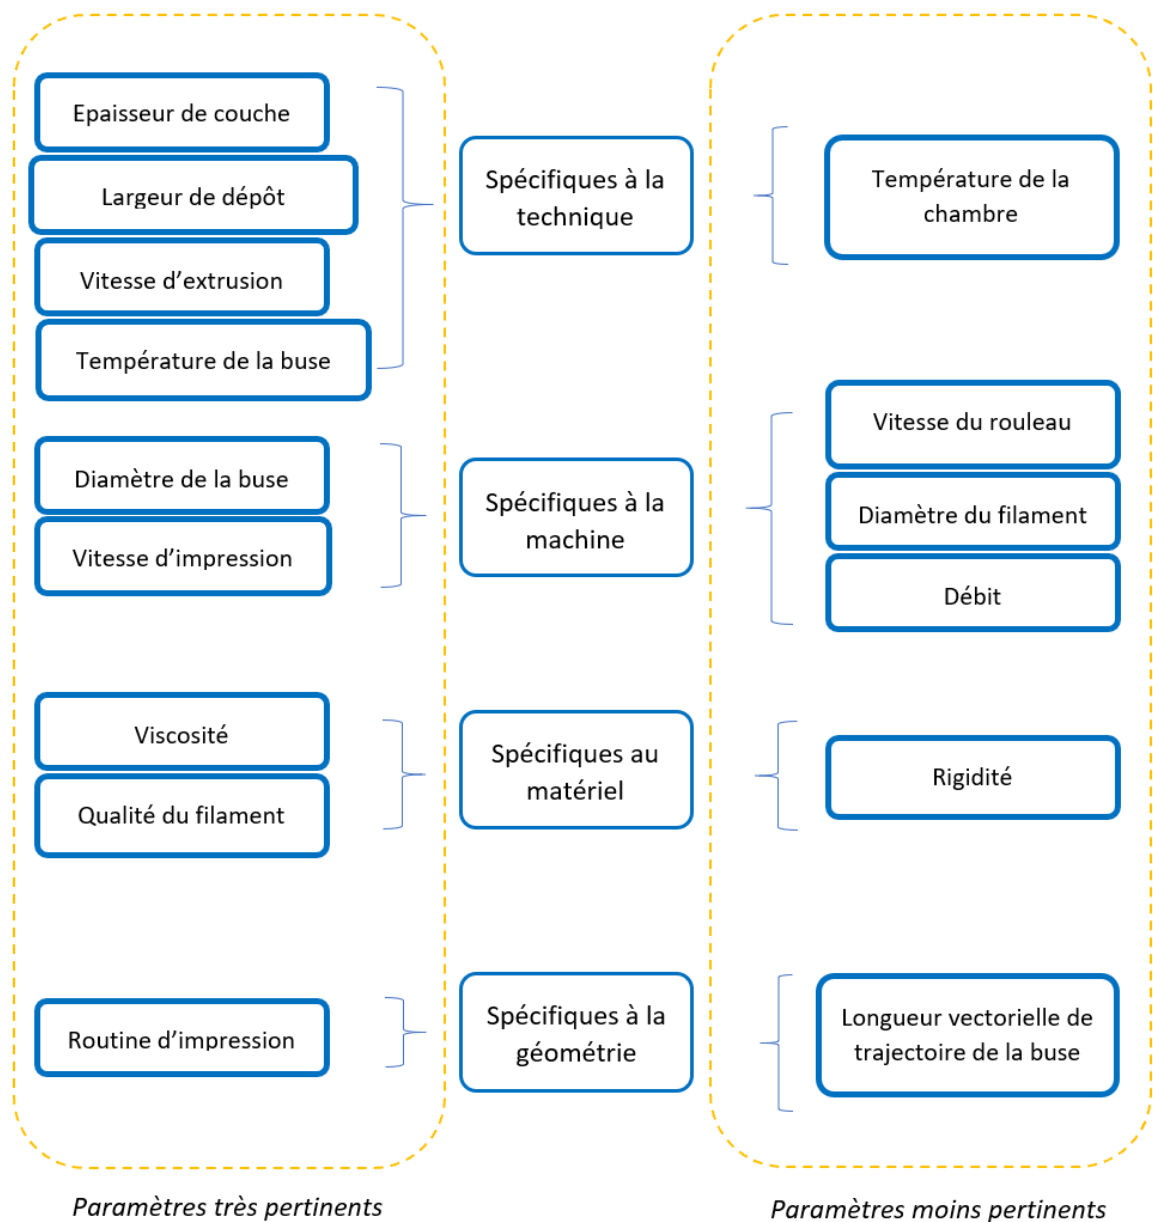 Epaisseur de couche
Largeur de dépôt
Vitesse d’extrusion
Température de la buse
Spécifiques à la
technique
Température de la
chambre
Diamètre de la buse
Vitesse d’impression
Spécifiques à la
machine
Vitesse du rouleau
Diamètre du filament
Débit
Viscosité
Qualité du filament
Spécifiques au
matériel
Rigidité
Routine d’impression
Spécifiques à la
géométrie
Longueur vectorielle de
trajectoire de la buse
Paramètres très pertinents
Paramètres moins pertinents